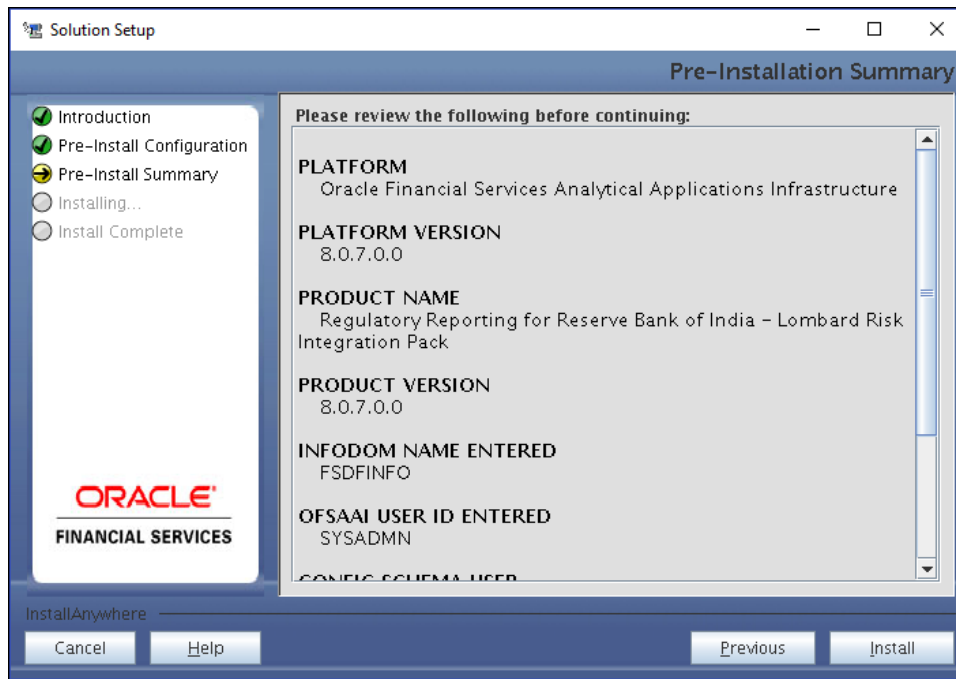 Solution Setup
Pre-Installation Summary
Introduction
Pre-Install Configuration
Pre-Install Summary
Installing...
Install Complete
ORACLE'
FINANCIAL SERVICES
Please review the following before continuing:
PLATFORM
Oracle Financial Services Analytical Applications Infrastructure
PLATFORM VERSION
8.0.7.0.0
PRODUCT NAME
Regulatory Reporting for Reserve Bank of India – Lombard Risk
Integration Pack
PRODUCT VERSION
8.0.7.0.0
INFODOM NAME ENTERED
FSDFINFO
OFSAAI USER ID ENTERED
SYSADMN
CONFIG SCHEMA USER
InstallAnywhere
Cancel
Help
Previous
Install